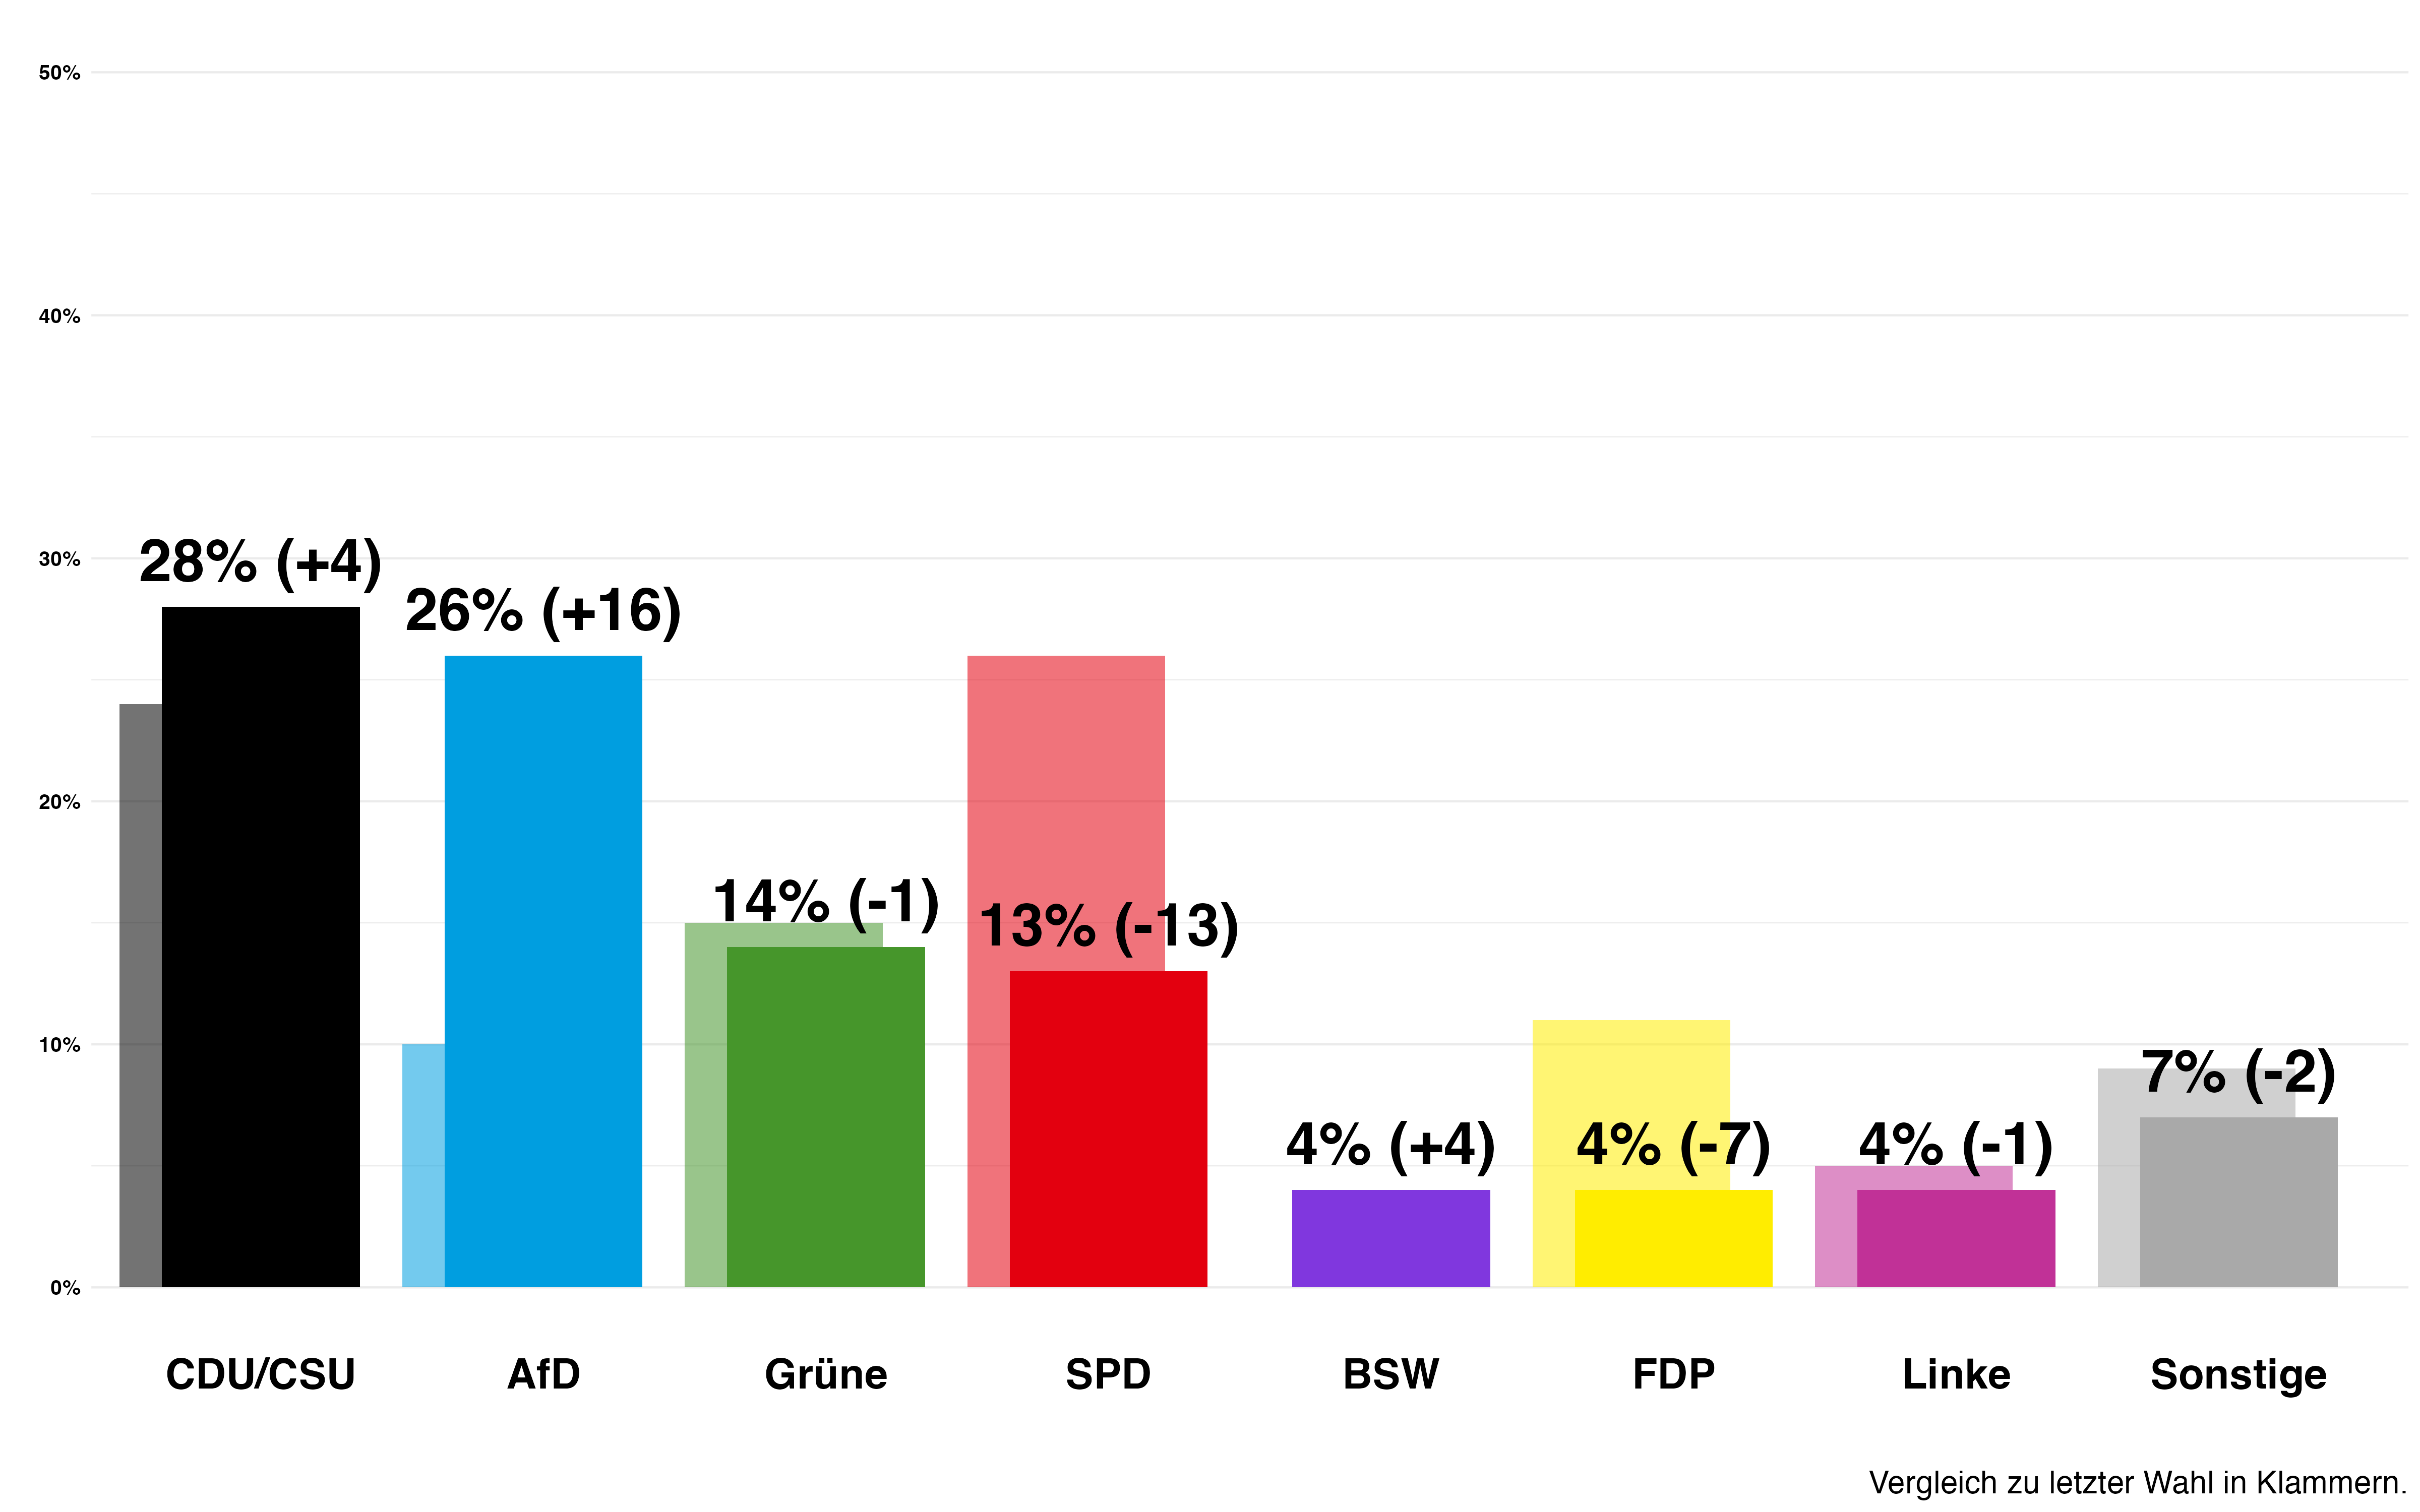 50%
40%
30%
20%
10%
0%
28% (+4)
26% (+16)
14% (-1)
13% (-13)
4% (+4)
4% (-7)
4% (-1)
7% (-2)
CDU/CSU
AfD
Grüne
SPD
BSW
FDP
Linke
Sonstige
Vergleich zu letzter Wahl in Klammern.